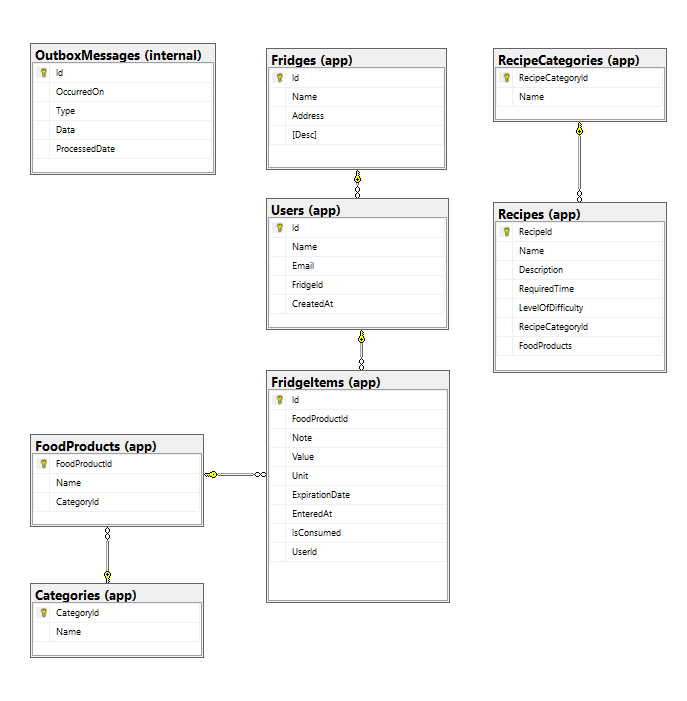 OutboxMessages (internal)
Id
OccurredOn
Type
Data
ProcessedDate
Fridges (app)
Id
Name
Address
[Desc]
RecipeCategories (app)
RecipeCategoryId
Name
Users (app)
Id
Name
Email
FridgeId
CreatedAt
Recipes (app)
RecipeId
Name
Description
RequiredTime
LevelOfDifficulty
RecipeCategoryId
FoodProducts
FridgeItems (app)
Id
FoodProductId
Note
Value
Unit
ExpirationDate
EnteredAt
IsConsumed
UserId
FoodProducts (app)
FoodProductId
Name
CategoryId
Categories (app)
CategoryId
Name